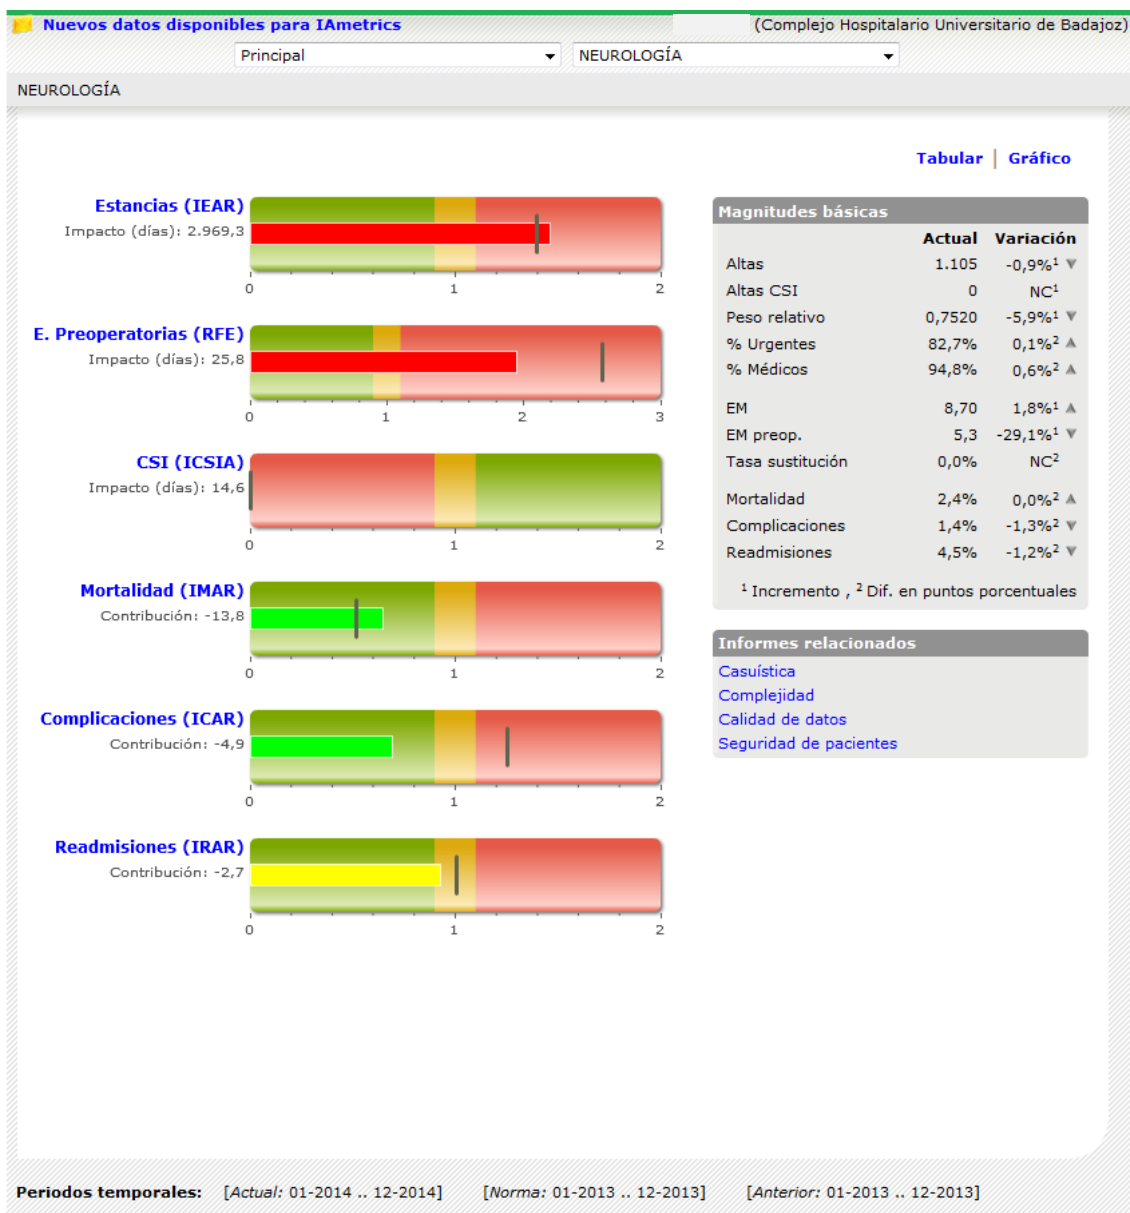 Nuevos datos disponibles para IAmetrics
(Complejo Hospitalario Universitario de Badajoz)
Principal
NEUROLOGÍA
NEUROLOGÍA
Tabular | Gráfico
Estancias (IEAR)
Impacto (días): 2.969,3
0 1 2
E. Preoperatorias (RFE)
Impacto (días): 25,8
0 1 2 3
CSI (ICSIA)
Impacto (días): 14,6
0 1 2
Mortalidad (IMAR)
Contribución: -13,8
0 1 2
Complicaciones (ICAR)
Contribución: -4,9
0 1 2
Readmisiones (IRAR)
Contribución: -2,7
0 1 2
Magnitudes básicas
Actual Variación
Altas 1.105 -0,9%¹ ▼
Altas CSI 0 NC¹
Peso relativo 0,7520 -5,9%¹ ▼
% Urgentes 82,7% 0,1%² ▲
% Médicos 94,8% 0,6%² ▲
EM 8,70 1,8%¹ ▲
EM preop. 5,3 -29,1%¹ ▼
Tasa sustitución 0,0% NC²
Mortalidad 2,4% 0,0%² ▲
Complicaciones 1,4% -1,3%² ▼
Readmisiones 4,5% -1,2%² ▼
¹ Incremento , ² Dif. en puntos porcentuales
Informes relacionados
Casuística
Complejidad
Calidad de datos
Seguridad de pacientes
Periodos temporales: [Actual: 01-2014 .. 12-2014] [Norma: 01-2013 .. 12-2013] [Anterior: 01-2013 .. 12-2013]